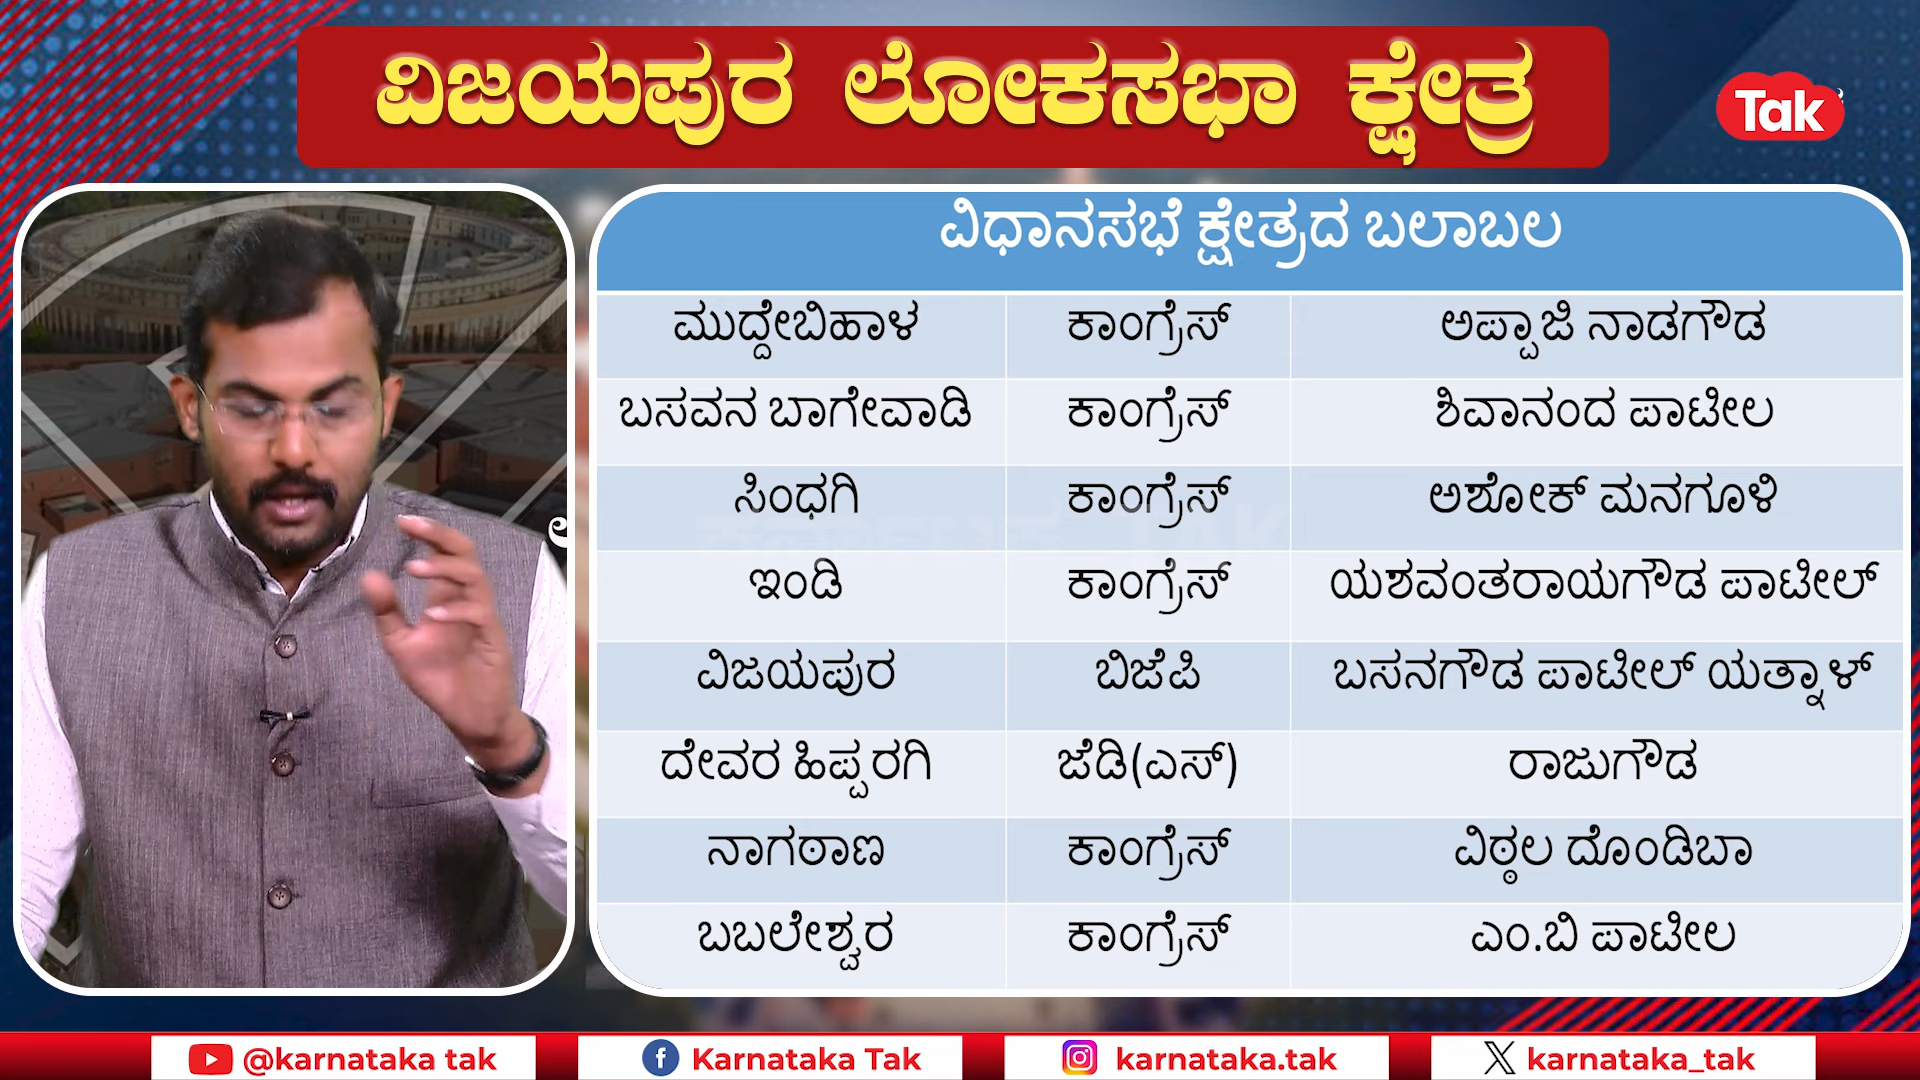 ವಿಜಯಪುರ ಲೋಕಸಭಾ ಕ್ಷೇತ್ರ
Tak
ವಿಧಾನಸಭೆ ಕ್ಷೇತ್ರದ ಬಲಾಬಲ
ಮುದ್ದೇಬಿಹಾಳ ಕಾಂಗ್ರೆಸ್ ಅಪ್ಪಾಜಿ ನಾಡಗೌಡ
ಬಸವನ ಬಾಗೇವಾಡಿ ಕಾಂಗ್ರೆಸ್ ಶಿವಾನಂದ ಪಾಟೀಲ
ಸಿಂಧಗಿ ಕಾಂಗ್ರೆಸ್ ಅಶೋಕ್ ಮನಗೂಳಿ
ಇಂಡಿ ಕಾಂಗ್ರೆಸ್ ಯಶವಂತರಾಯಗೌಡ ಪಾಟೀಲ್
ವಿಜಯಪುರ ಬಿಜೆಪಿ ಬಸನಗೌಡ ಪಾಟೀಲ್ ಯತ್ನಾಳ್
ದೇವರ ಹಿಪ್ಪರಗಿ ಜೆಡಿ(ಎಸ್) ರಾಜುಗೌಡ
ನಾಗಠಾಣ ಕಾಂಗ್ರೆಸ್ ವಿಠ್ಠಲ ದೊಂಡಿಬಾ
ಬಬಲೇಶ್ವರ ಕಾಂಗ್ರೆಸ್ ಎಂ.ಬಿ ಪಾಟೀಲ
@karnataka tak
Karnataka Tak
karnataka.tak
karnataka_tak